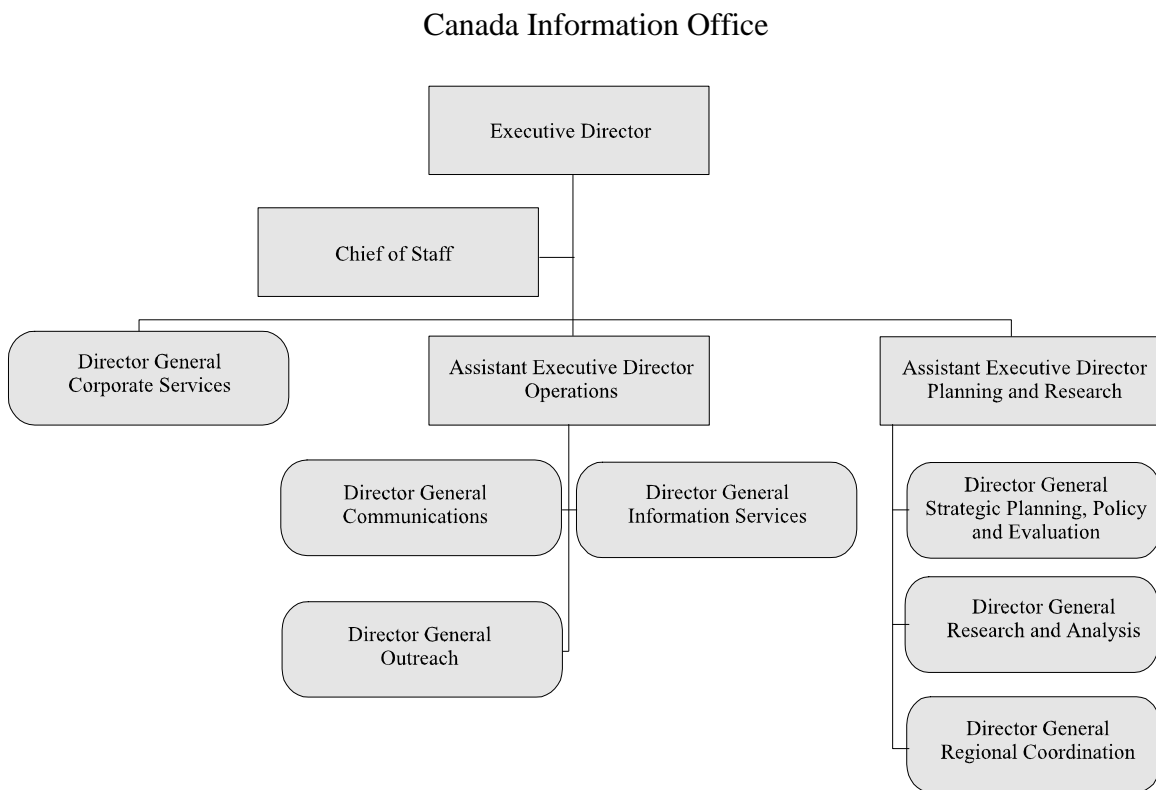 Canada Information Office
Executive Director
Chief of Staff
Director General
Corporate Services
Assistant Executive Director
Operations
Assistant Executive Director
Planning and Research
Director General
Communications
Director General
Information Services
Director General
Strategic Planning, Policy
and Evaluation
Director General
Research and Analysis
Director General
Outreach
Director General
Regional Coordination